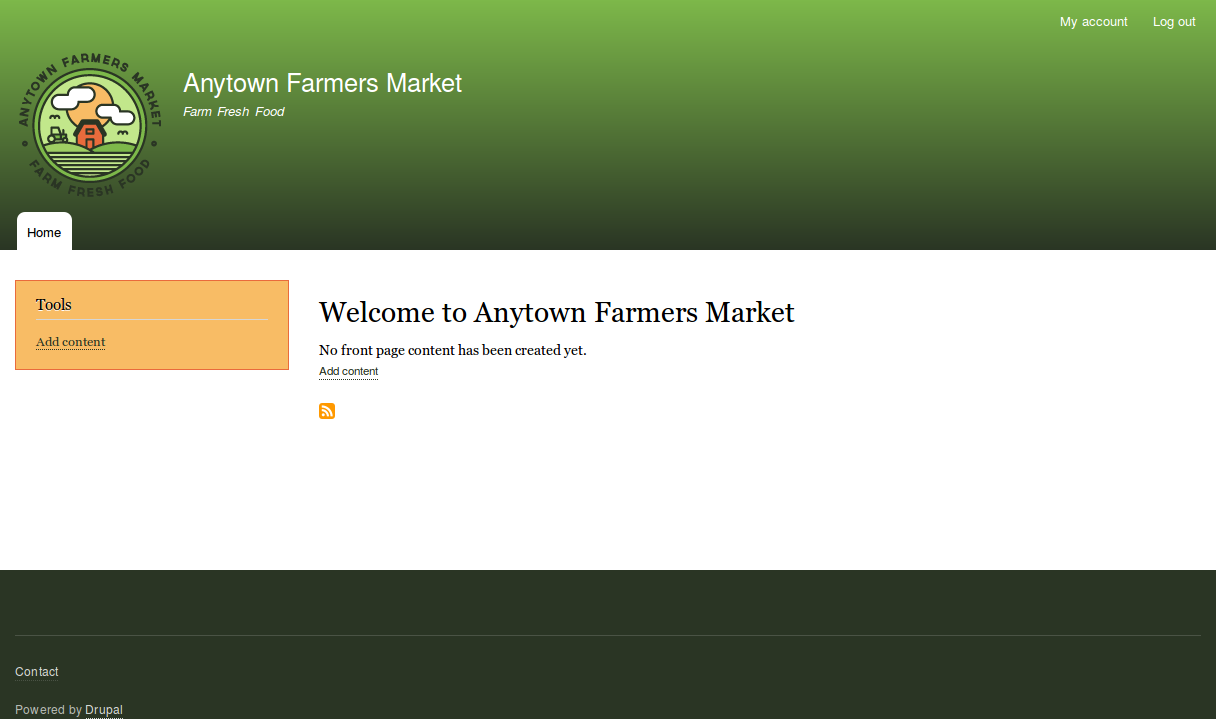 My account Log out
ANYTOWN FARMERS MARKET
FARM FRESH FOOD
Anytown Farmers Market
Farm Fresh Food
Home
Tools
Add content
Welcome to Anytown Farmers Market
No front page content has been created yet.
Add content
Contact
Powered by Drupal